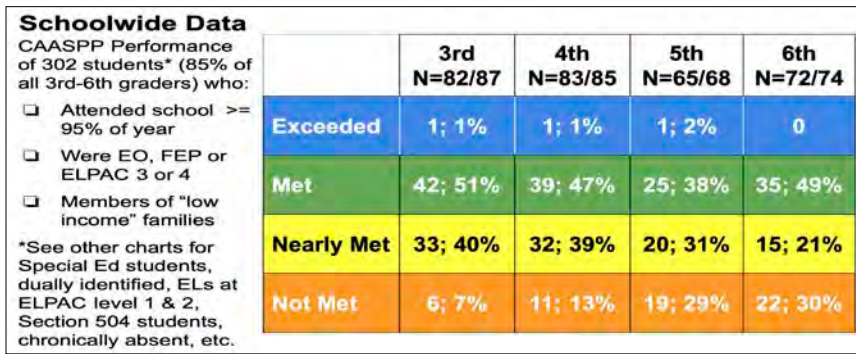 Schoolwide Data
CAASPP Performance
of 302 students* (85% of
all 3rd-6th graders) who:
❏ Attended school >=
95% of year
❏ Were EO, FEP or
ELPAC 3 or 4
❏ Members of "low
income" families
*See other charts for
Special Ed students,
dually identified, ELs at
ELPAC level 1 & 2,
Section 504 students,
chronically absent, etc.
3rd 4th 5th 6th
N=82/87 N=83/85 N=65/68 N=72/74
Exceeded 1; 1% 1; 1% 1; 2% 0
Met 42; 51% 39; 47% 25; 38% 35; 49%
Nearly Met 33; 40% 32; 39% 20; 31% 15; 21%
Not Met 6; 7% 11; 13% 19; 29% 22; 30%